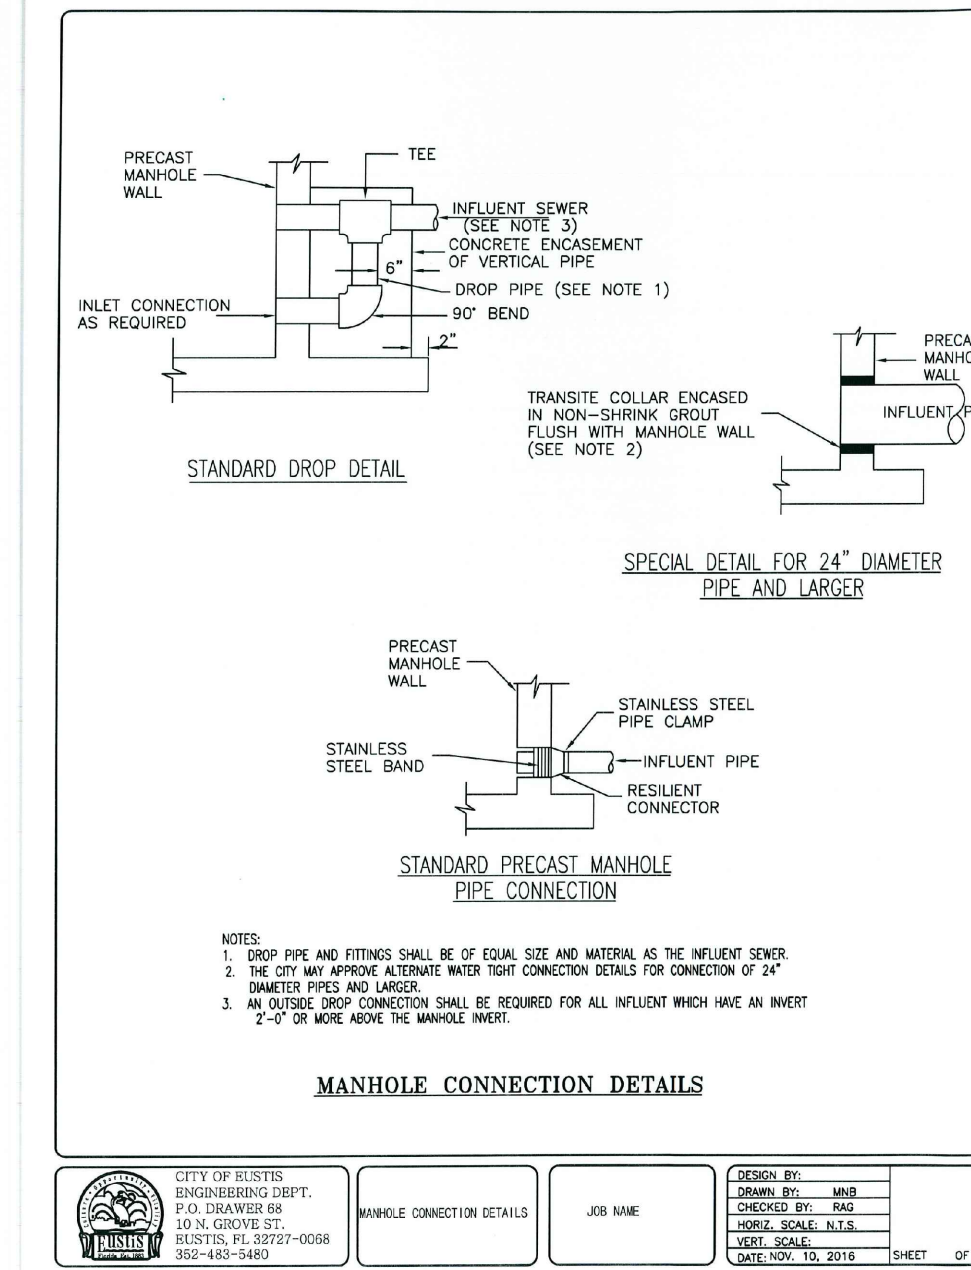 PRECAST
MANHOLE
WALL
TEE
INFLUENT SEWER
(SEE NOTE 3)
CONCRETE ENCASEMENT
OF VERTICAL PIPE
6"
DROP PIPE (SEE NOTE 1)
90° BEND
INLET CONNECTION
AS REQUIRED
2"
STANDARD DROP DETAIL
MANHO
WALL
INFLUENT
TRANSITE COLLAR ENCASED
IN NON-SHRINK GROUT
FLUSH WITH MANHOLE WALL
(SEE NOTE 2)
SPECIAL DETAIL FOR 24" DIAMETER
PIPE AND LARGER
PRECAST
MANHOLE
WALL
STAINLESS STEEL
PIPE CLAMP
STAINLESS
STEEL BAND
INFLUENT PIPE
RESILIENT
CONNECTOR
STANDARD PRECAST MANHOLE
PIPE CONNECTION
NOTES:
1. DROP PIPE AND FITTINGS SHALL BE OF EQUAL SIZE AND MATERIAL AS THE INFLUENT SEWER.
2. THE CITY MAY APPROVE ALTERNATE WATER TIGHT CONNECTION DETAILS FOR CONNECTION OF 24"
DIAMETER PIPES AND LARGER.
3. AN OUTSIDE DROP CONNECTION SHALL BE REQUIRED FOR ALL INFLUENT WHICH HAVE AN INVERT
2'-0" OR MORE ABOVE THE MANHOLE INVERT.
MANHOLE CONNECTION DETAILS
EUSTIS
CITY OF EUSTIS
ENGINEERING DEPT.
P.O. DRAWER 68
10 N. GROVE ST.
EUSTIS, FL 32727-0068
352-483-5480
MANHOLE CONNECTION DETAILS
JOB NAME
DESIGN BY:
DRAWN BY: MNB
CHECKED BY: RAG
HORIZ. SCALE: N.T.S.
VERT. SCALE:
DATE: NOV. 10, 2016
SHEET OF